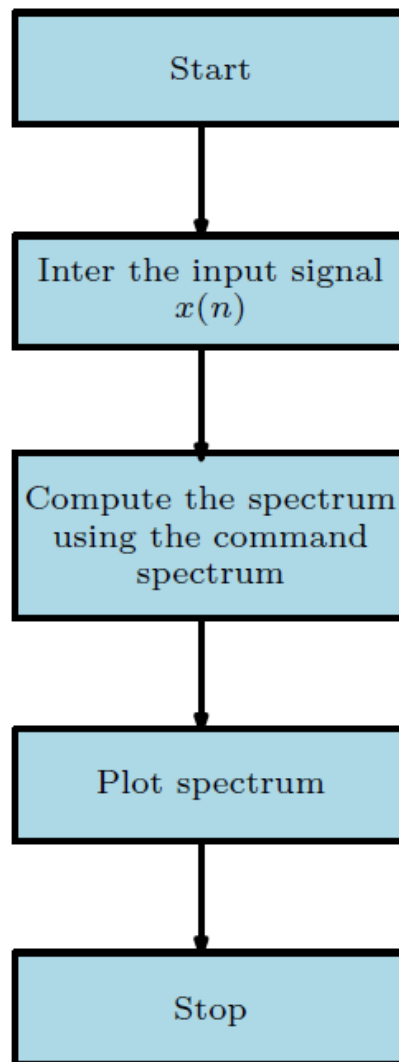 Start
Inter the input signal
x(n)
Compute the spectrum
using the command
spectrum
Plot spectrum
Stop